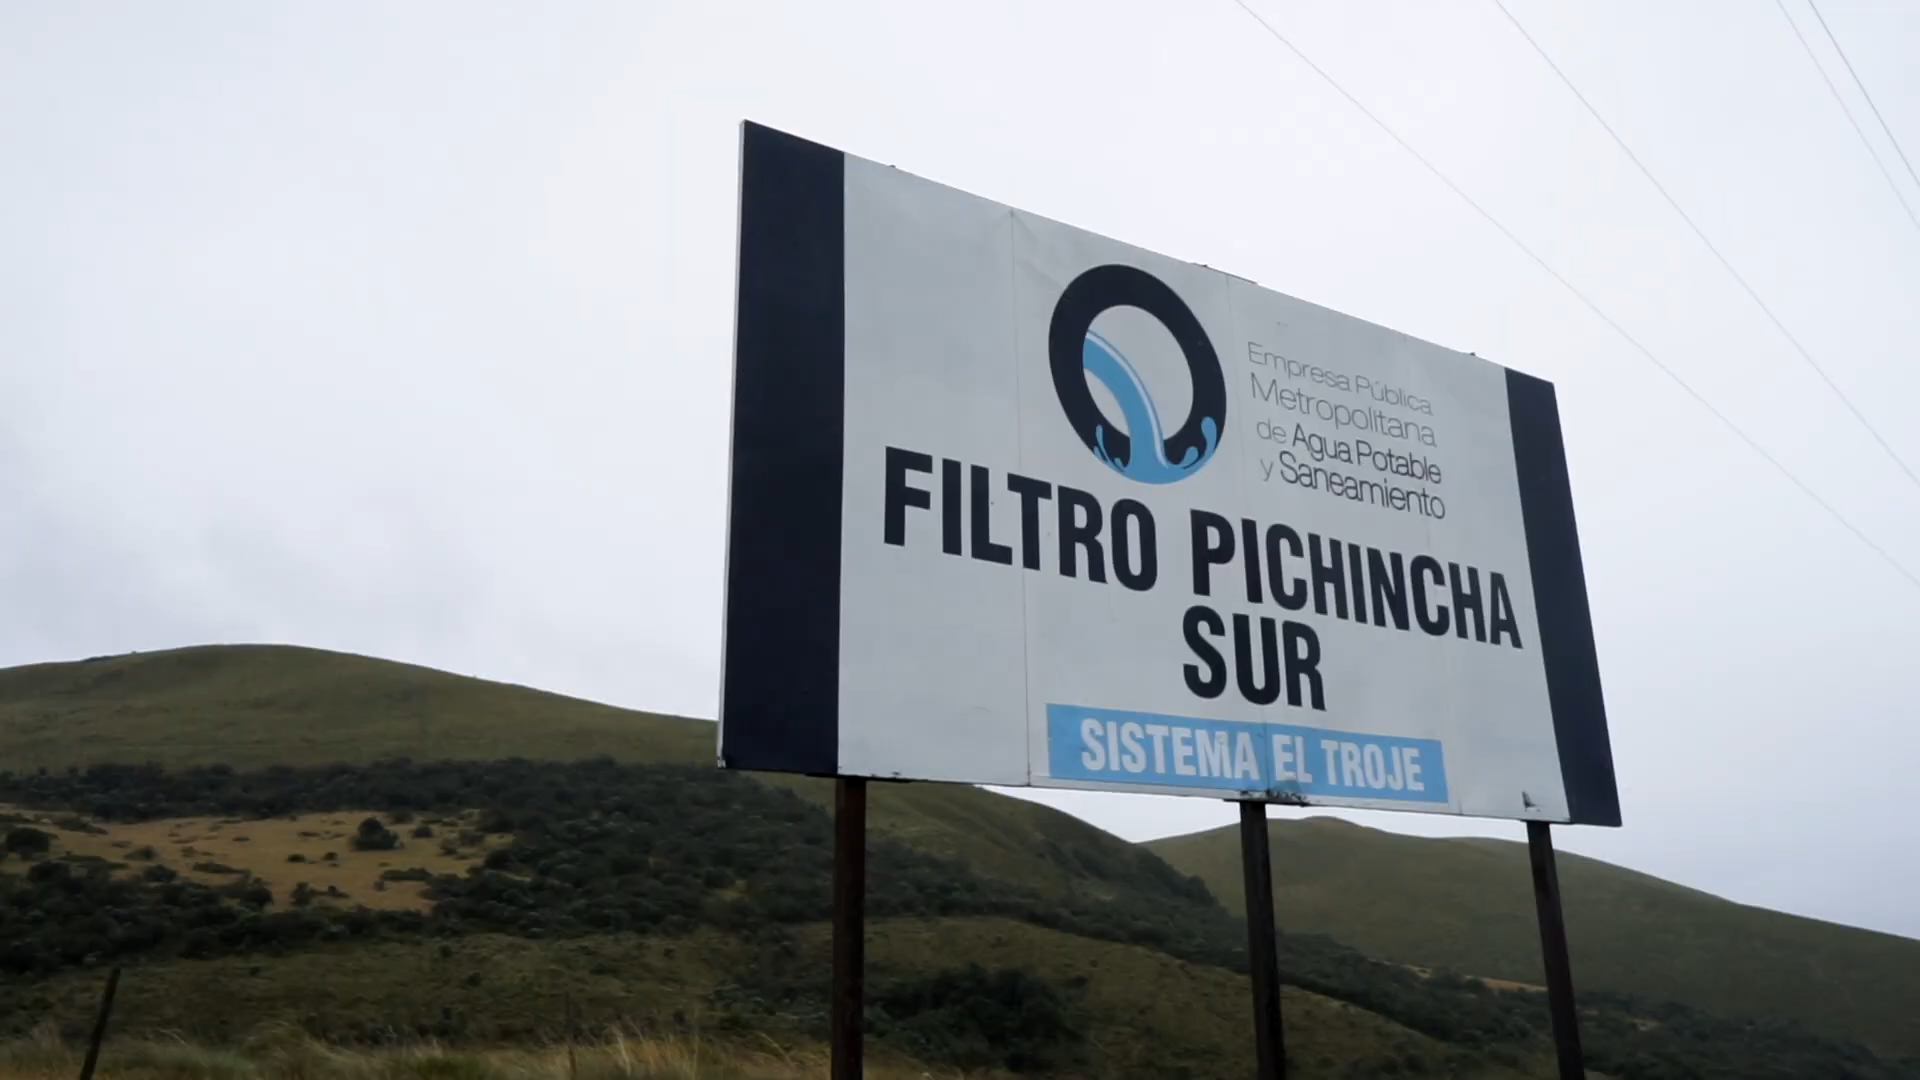 Empresa Pública
Metropolitana
de Agua Potable
y Saneamiento
FILTRO PICHINCHA
SUR
SISTEMA EL TROJE